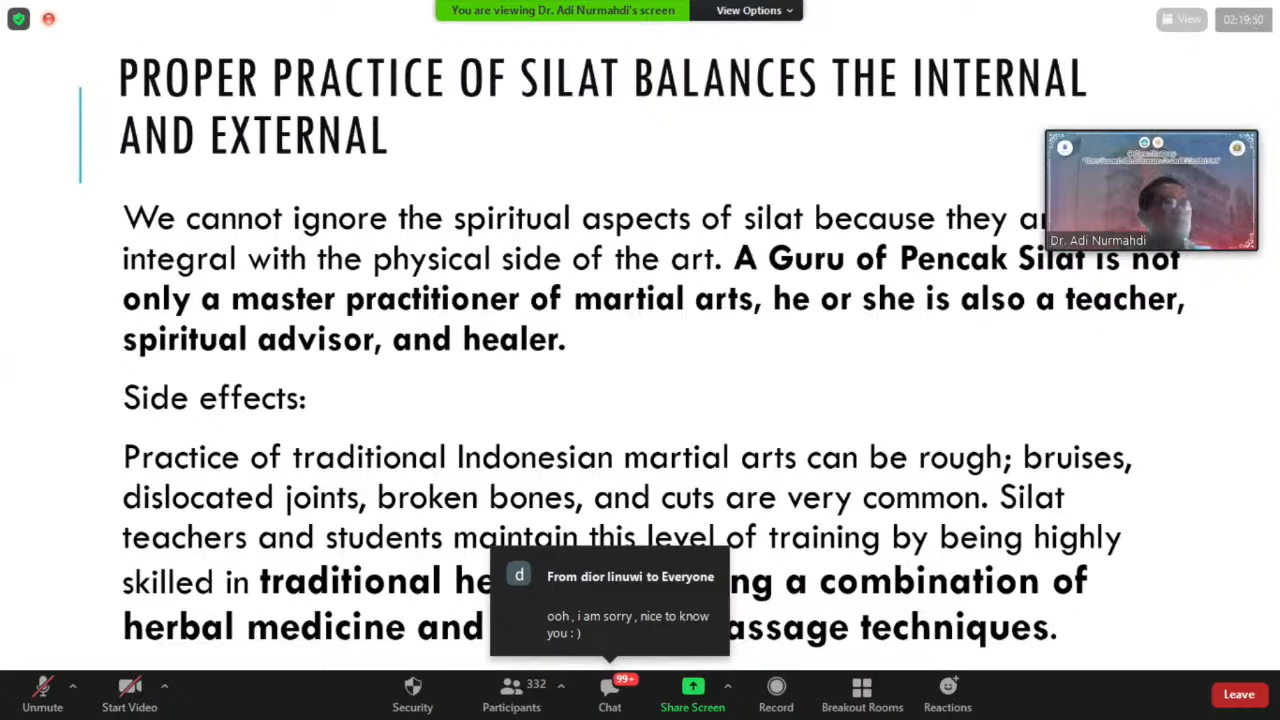 You are viewing Dr. Adi Nurmahdi's screen
View Options
View
02:19:50
PROPER PRACTICE OF SILAT BALANCES THE INTERNAL
AND EXTERNAL
We cannot ignore the spiritual aspects of silat because they
integral with the physical side of the art. A Guru of Pencak Silat is not
only a master practitioner of martial arts, he or she is also a teacher,
spiritual advisor, and healer.
Dr. Adi Nurmahdi
Side effects:
Practice of traditional Indonesian martial arts can be rough; bruises,
dislocated joints, broken bones, and cuts are very common. Silat
teachers and students maintain this level of training by being highly
skilled in traditional he ng a combination of
herbal medicine and assage techniques.
d
From dior linuwi to Everyone
ooh , i am sorry , nice to know
you : )
Unmute
Start Video
Security
332
Participants
99+
Chat
Share Screen
Record
Breakout Rooms
Reactions
Leave